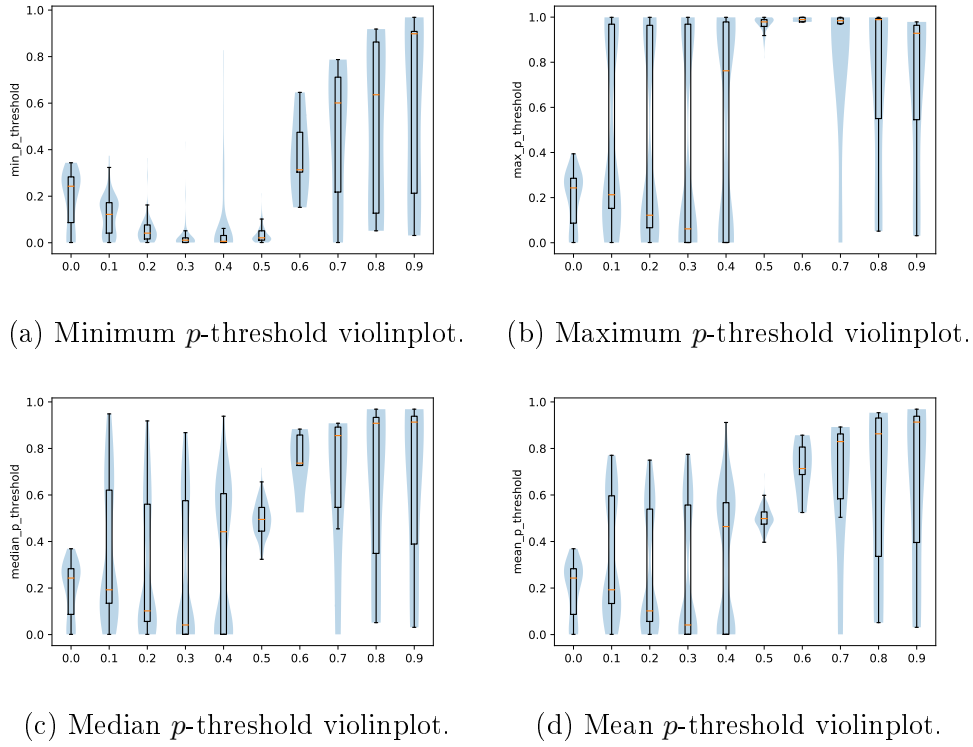 1.0
0.8
0.6
0.4
0.2
0.0
min_p_threshold
0.0 0.1 0.2 0.3 0.4 0.5 0.6 0.7 0.8 0.9
(a) Minimum p-threshold violinplot.
1.0
0.8
0.6
0.4
0.2
0.0
max_p_threshold
0.0 0.1 0.2 0.3 0.4 0.5 0.6 0.7 0.8 0.9
(b) Maximum p-threshold violinplot.
1.0
0.8
0.6
0.4
0.2
0.0
median_p_threshold
0.0 0.1 0.2 0.3 0.4 0.5 0.6 0.7 0.8 0.9
(c) Median p-threshold violinplot.
1.0
0.8
0.6
0.4
0.2
0.0
mean_p_threshold
0.0 0.1 0.2 0.3 0.4 0.5 0.6 0.7 0.8 0.9
(d) Mean p-threshold violinplot.